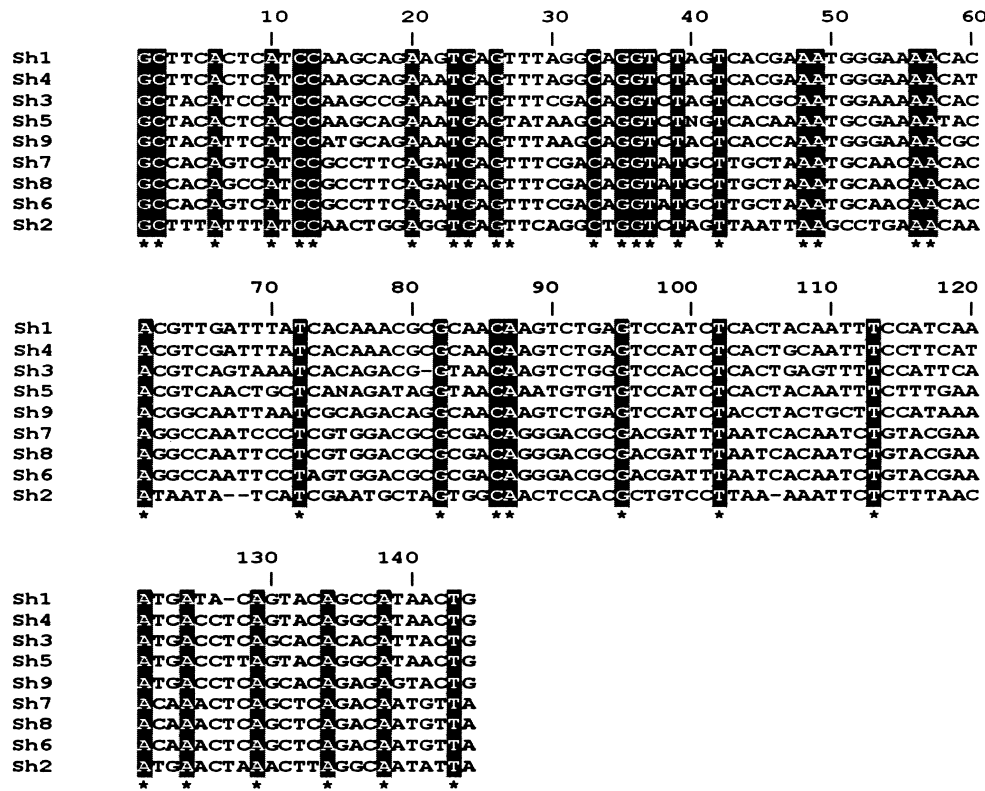 10 20 30 40 50 60
Sh1 GCTTCACTCATCCAAGCAGAAAGTGAGTTTAGGCAGGTCTAGTCACGAAATGGGAAAACAC
Sh4 GCTTCACTCATCCAAGCAGAAAGTGAGTTTAGGCAGGTCTAGTCACGAAATGGGAAAACAT
Sh3 GCTACATCCATCCAAGCCGAAATGTGTTTCGACAGGTCTAGTCACGCAATGGAAAAACAC
Sh5 GCTACACTCACCCAAGCAGAAATGAGTATAAGCAGGTCTNGTCACAAAATGCGAAAATAC
Sh9 GCTACATTCATCCATGCAGAAATGAGTTTAAGCAGGTCTACTCACCAAATGGGAAAACGC
Sh7 GCCACAGTCATCCGCCTTCAGATGAGTTTCGACAGGTATGCTTGCTAAATGCAACAACAC
Sh8 GCCACAGCCATCCGCCTTCAGATGAGTTTCGACAGGTATGCTTGCTAAATGCAACAACAC
Sh6 GCCACAGTCATCCGCCTTCAGATGAGTTTCGACAGGTATGCTTGCTAAATGCAACAACAC
Sh2 GCTTTATTTATCCAACTGGAGGTGAGTTCAGGCTGGTCTAGTTAATTAAGCCTGAAACAA
** * * ** * ** ** * *** * * ** **
70 80 90 100 110 120
Sh1 ACGTTGATTTATCACAAACGCGCAACAAGTCTGAGTCCATCTCACTACAATTTCCATCAA
Sh4 ACGTCGATTTATCACAAACGCGCAACAAGTCTGAGTCCATCTCACTGCAATTTCCTTCAT
Sh3 ACGTCAGTAAATCACAGACG-GTAACAAGTCTGGGTCCACCTCACTGAGTTTTCCATTCA
Sh5 ACGTCAACTGCTCANAGATAGGTAACAAATGTGTGTCCATCTCACTACAATTTCTTTGAA
Sh9 ACGGCAATTAATCGCAGACAGGCAACAAGTCTGAGTCCATCTACCTACTGCTTCCATAAA
Sh7 AGGCCAATCCCTCGTGGACGCGCGACAGGGACGCGACGATTTAATCACAATCTGTACGAA
Sh8 AGGCCAATTCCTCGTGGACGCGCGACAGGGACGCGACGATTTAATCACAATCTGTACGAA
Sh6 AGGCCAATTCCTAGTGGACGCGCGACAGGGACGCGACGATTTAATCACAATCTGTACGAA
Sh2 ATAATA--TCATCGAATGCTAGTGGCAACTCCACGCTGTCCTTAA-AAATTCTCTTTAAC
* * * ** * * *
130 140
Sh1 ATGATA-CAGTACAGCCATAACTG
Sh4 ATCACCTCAGTACAGGCATAACTG
Sh3 ATGACCTCAGCACACACATTACTG
Sh5 ATGACCTTAGTACAGGCATAACTG
Sh9 ATGACCTCAGCACAGAGAGTACTG
Sh7 ACAAACTCAGCTCAGACAATGTTA
Sh8 ACAAACTCAGCTCAGACAATGTTA
Sh6 ACAAACTCAGCTCAGACAATGTTA
Sh2 ATGAACTAAACTTAGGCAATATTA
* * * * * *